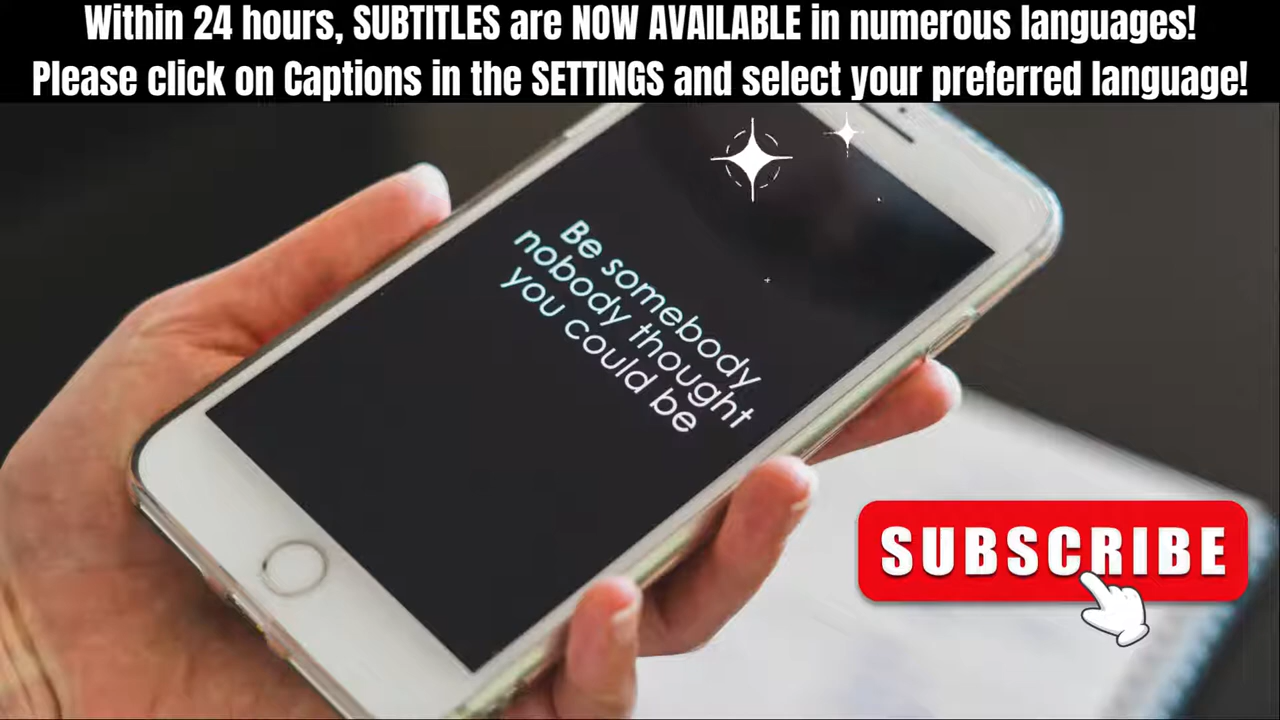 Within 24 hours, SUBTITLES are NOW AVAILABLE in numerous languages!
Please click on Captions in the SETTINGS and select your preferred language!
Be somebody
nobody thought
you could be
SUBSCRIBE